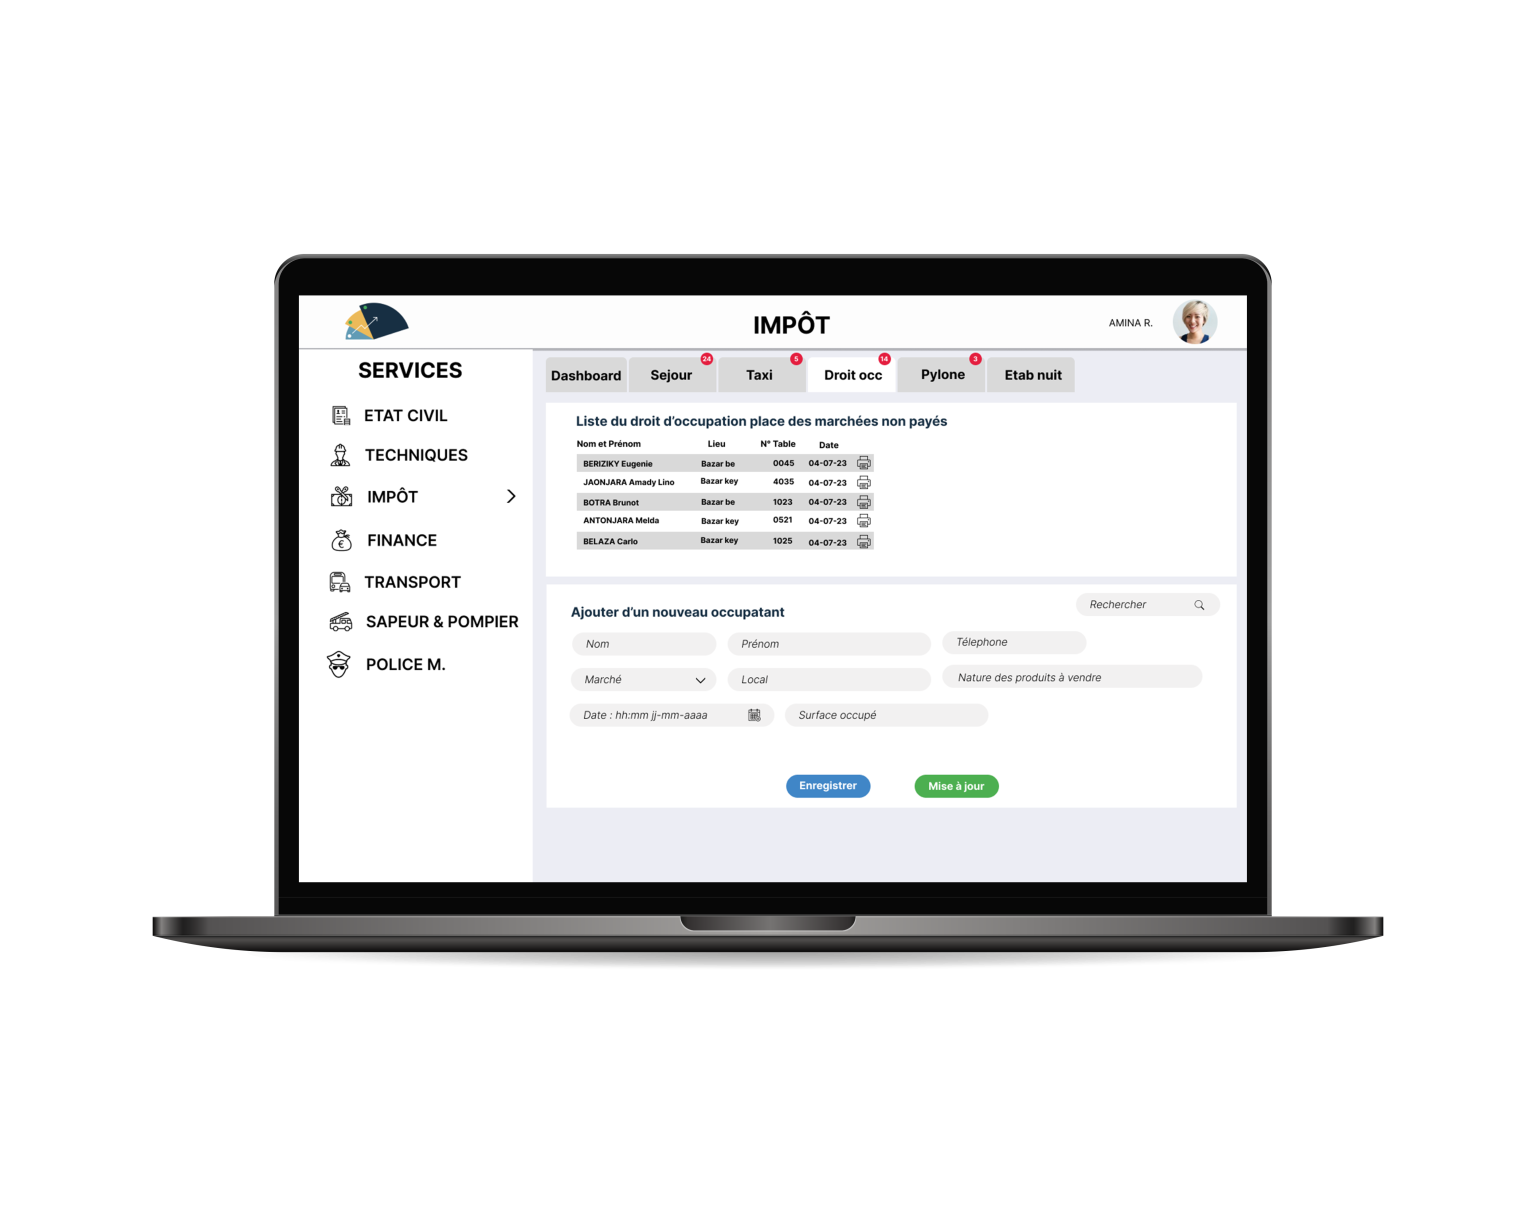 IMPÔT
AMINA R.
SERVICES
ETAT CIVIL
TECHNIQUES
IMPÔT
FINANCE
TRANSPORT
SAPEUR & POMPIER
POLICE M.
Dashboard
Sejour 24
Taxi 5
Droit occ 14
Pylone 3
Etab nuit
Liste du droit d'occupation place des marchées non payés
Nom et Prénom Lieu N° Table Date
BERIZIKY Eugenie Bazar be 0045 04-07-23
JAONJARA Amady Lino Bazar key 4035 04-07-23
BOTRA Brunot Bazar be 1023 04-07-23
ANTONJARA Melda Bazar key 0521 04-07-23
BELAZA Carlo Bazar key 1025 04-07-23
Rechercher
Ajouter d'un nouveau occupatant
Nom Prénom Télephone
Marché Local Nature des produits à vendre
Date : hh:mm jj-mm-aaaa Surface occupé
Enregistrer Mise à jour